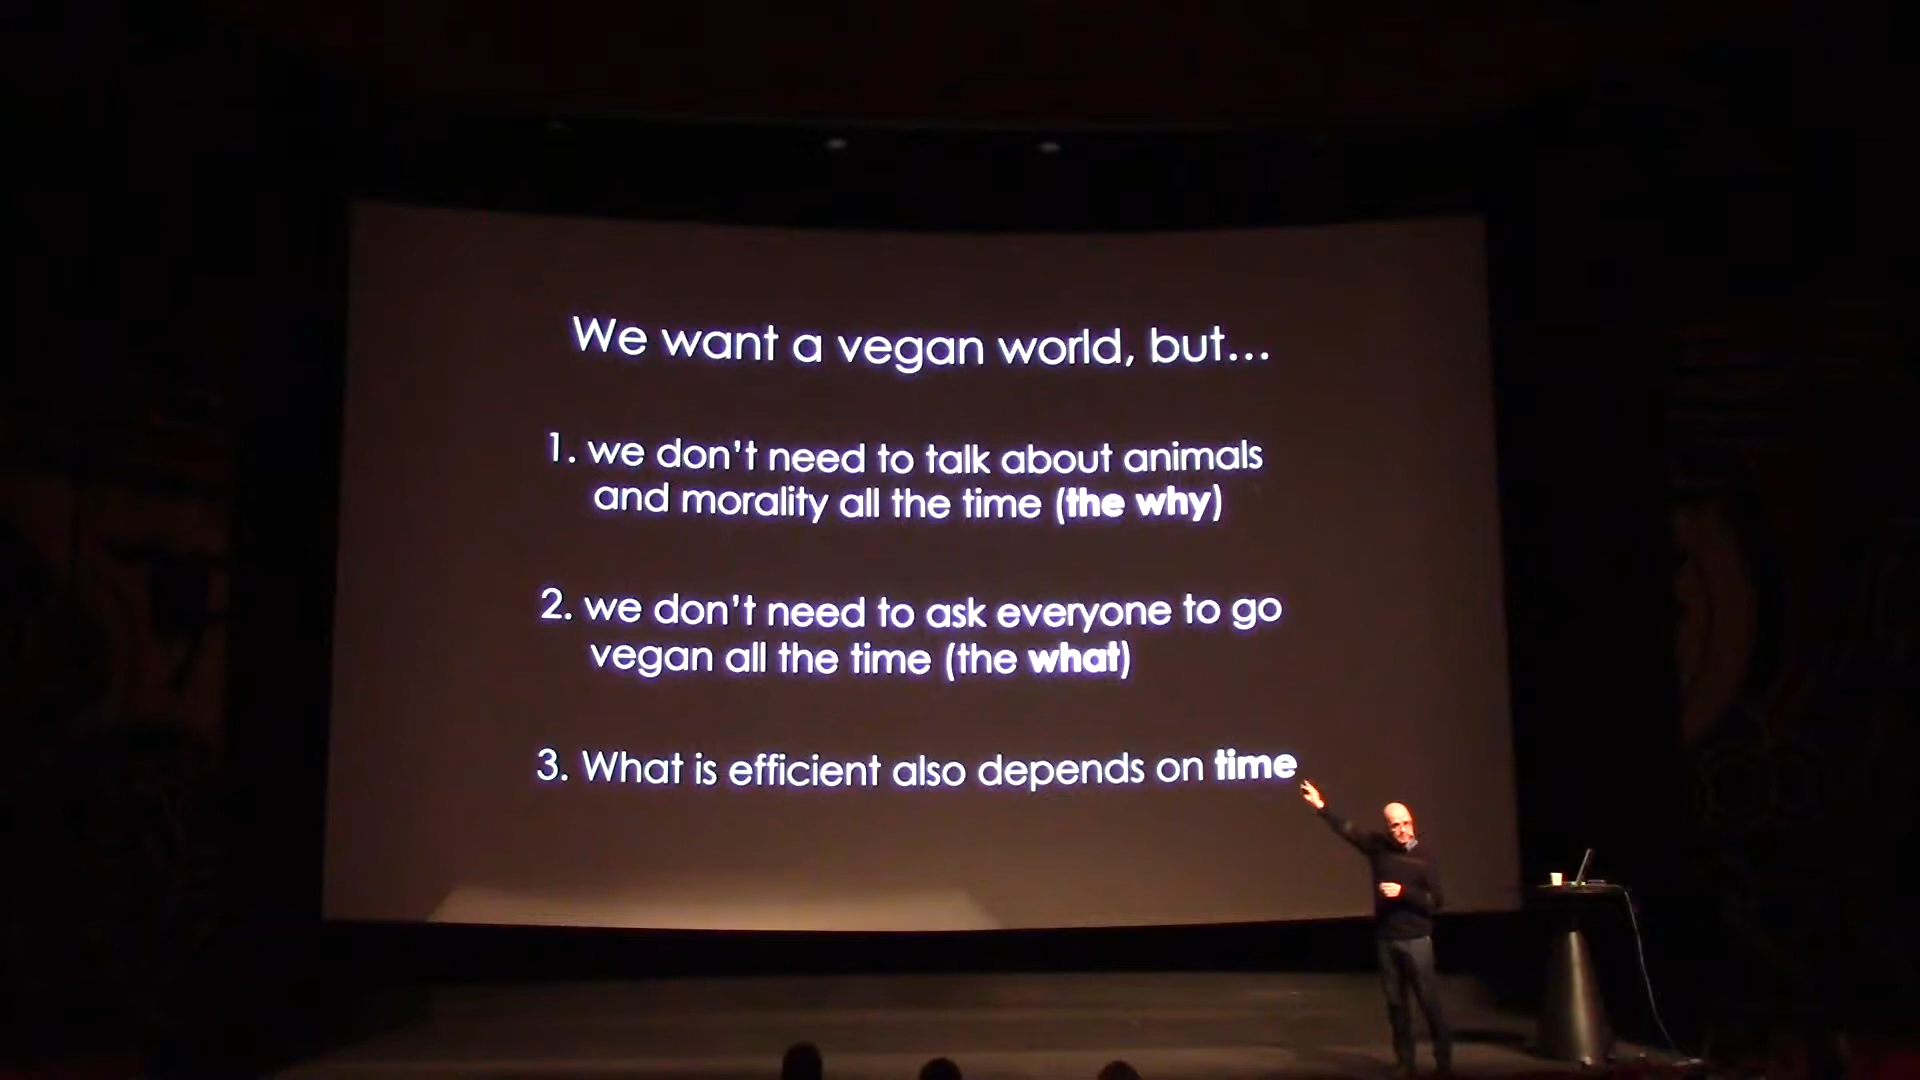 We want a vegan world, but...
1. we don't need to talk about animals
and morality all the time (the why)
2. we don't need to ask everyone to go
vegan all the time (the what)
3. What is efficient also depends on time